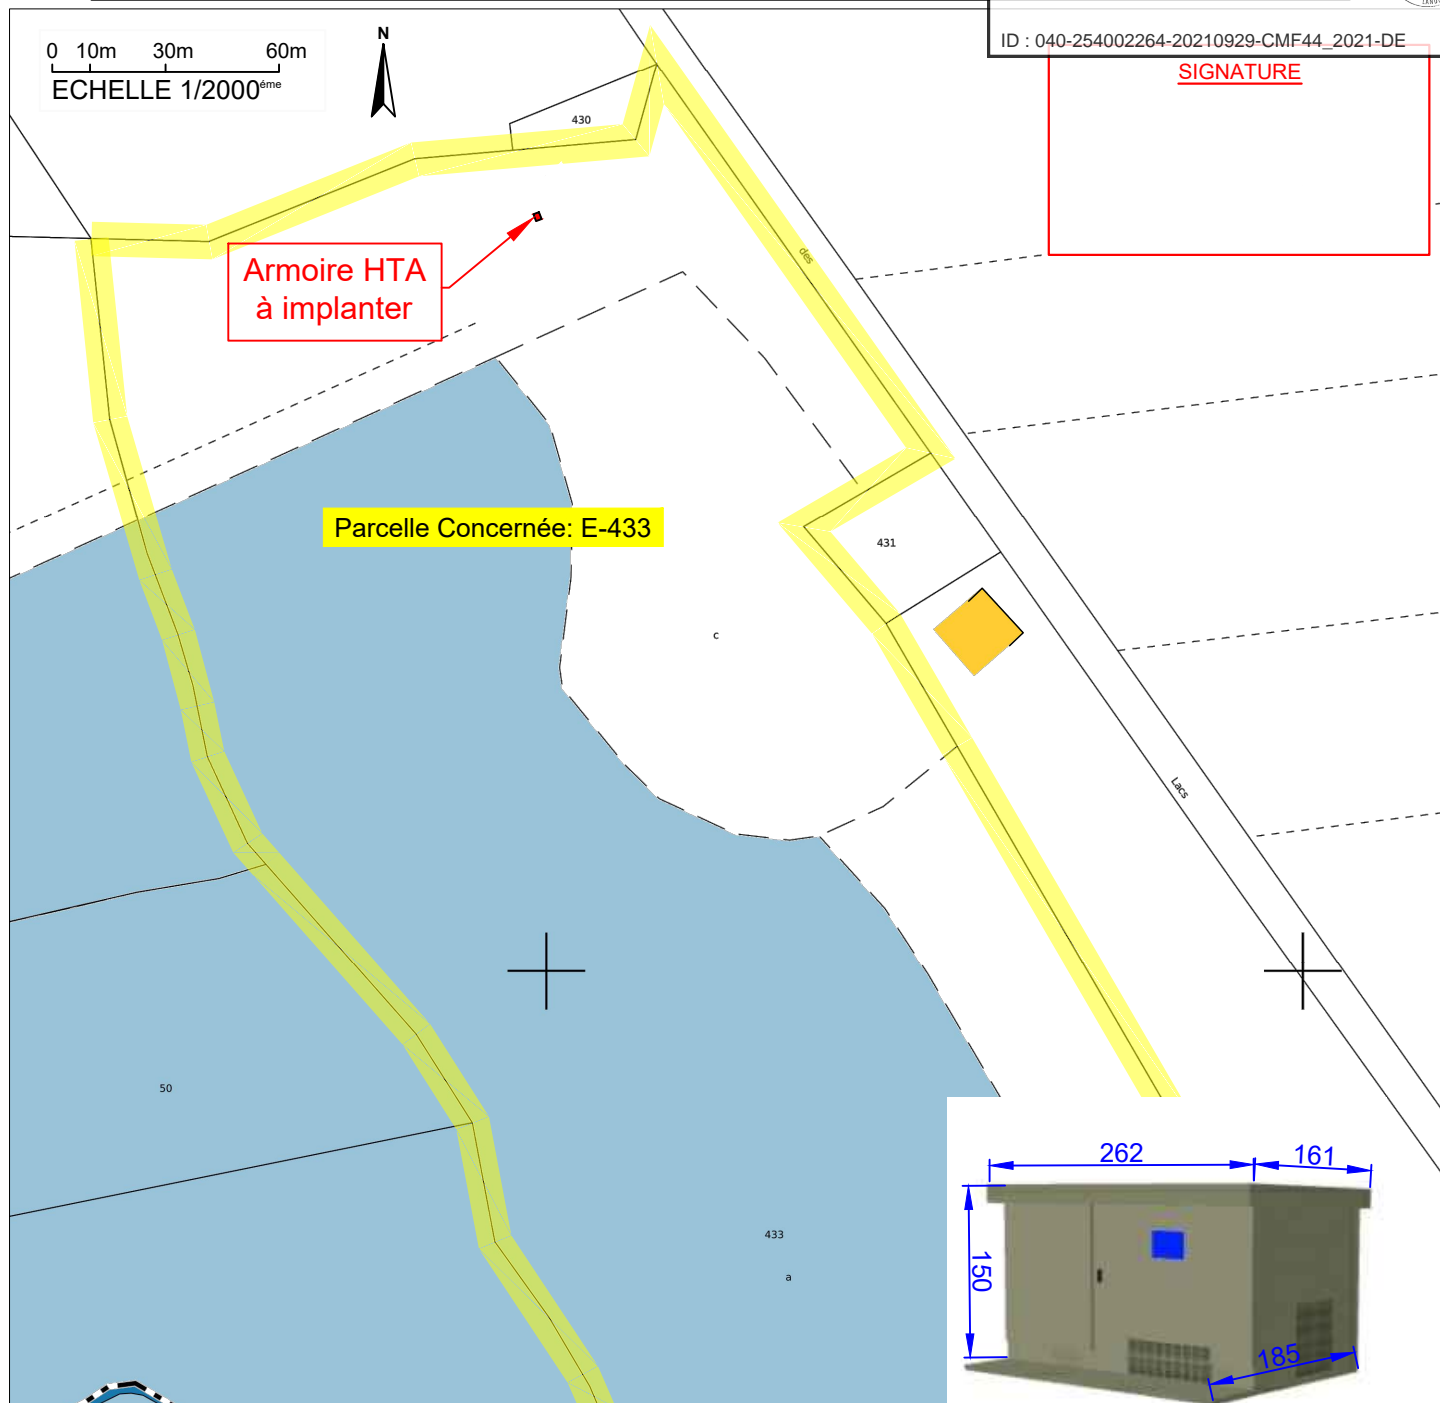 ID : 040-254002264-20210929-CMF44_2021-DE
SIGNATURE
0 10m 30m 60m
ECHELLE 1/2000ème
N
430
des
Armoire HTA
à implanter
Parcelle Concernée: E-433
431
c
Lacs
50
433
a
262
161
150
185